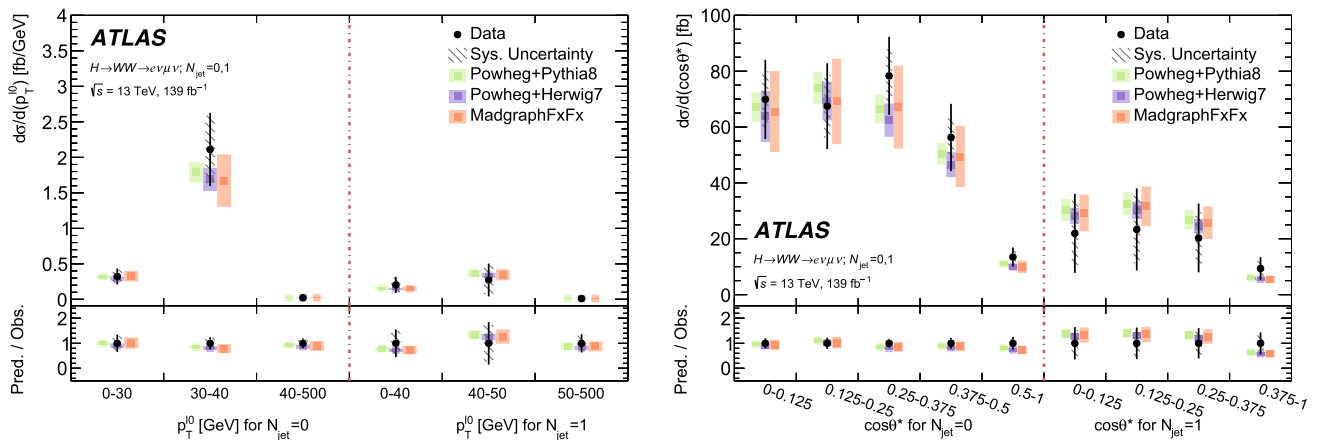 dσ/d(p_T^{l0}) [fb/GeV]
4
3.5
3
2.5
2
1.5
1
0.5
0
ATLAS
H→WW→eνμν; N_jet=0,1
√s = 13 TeV, 139 fb⁻¹
Data
Sys. Uncertainty
Powheg+Pythia8
Powheg+Herwig7
MadgraphFxFx
Pred. / Obs.
2
1
0
0-30 30-40 40-500 0-40 40-50 50-500
p_T^{l0} [GeV] for N_jet=0 p_T^{l0} [GeV] for N_jet=1
dσ/d(cosθ*) [fb]
100
80
60
40
20
0
Data
Sys. Uncertainty
Powheg+Pythia8
Powheg+Herwig7
MadgraphFxFx
ATLAS
H→WW→eνμν; N_jet=0,1
√s = 13 TeV, 139 fb⁻¹
Pred. / Obs.
2
1
0
0-0.125 0.125-0.25 0.25-0.375 0.375-0.5 0.5-1 0-0.125 0.125-0.25 0.25-0.375 0.375-1
cosθ* for N_jet=0 cosθ* for N_jet=1